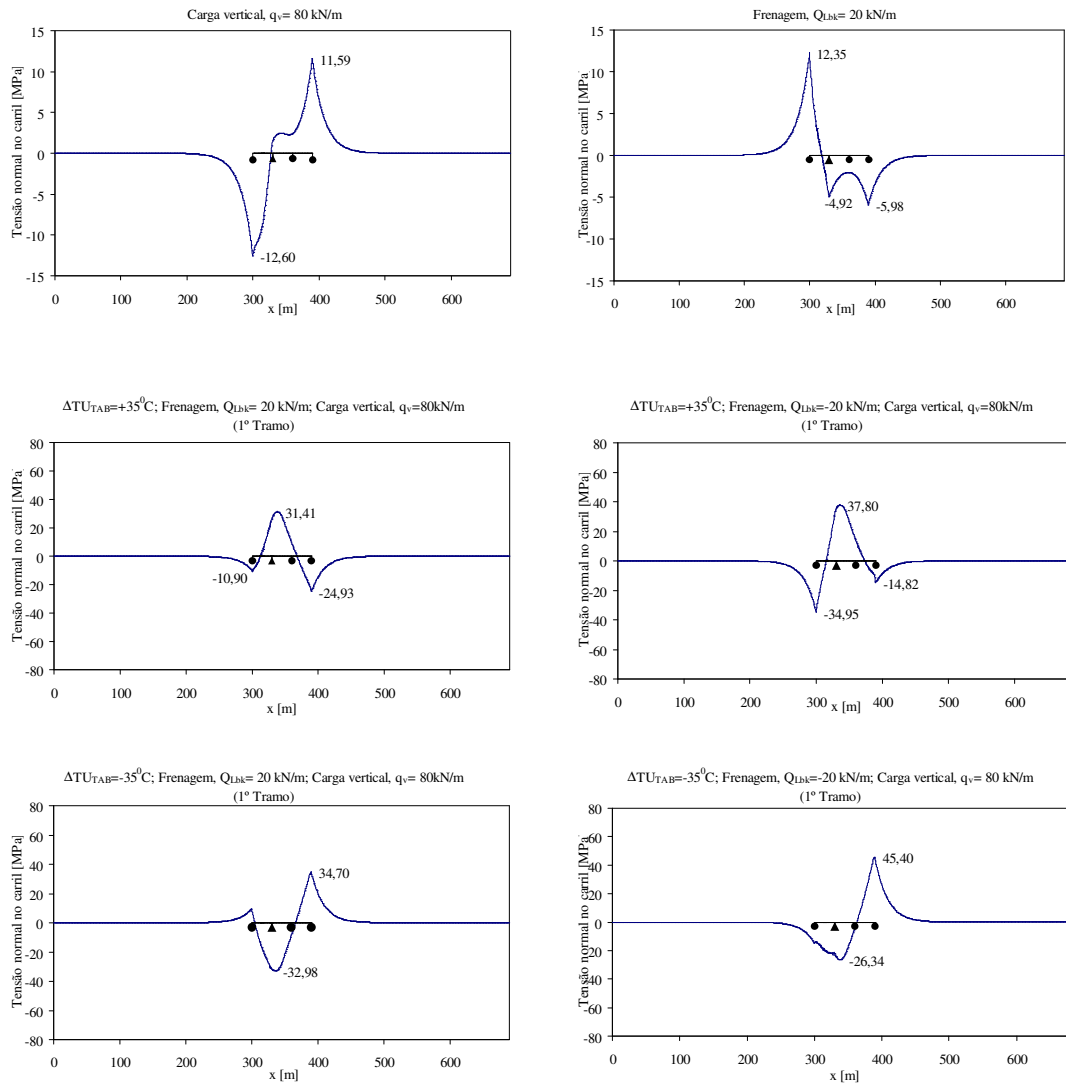 Carga vertical, qv= 80 kN/m
Tensão normal no carril [MPa]
15
10
5
0
-5
-10
-15
11,59
-12,60
0 100 200 300 400 500 600
x [m]
Frenagem, QLbk= 20 kN/m
Tensão normal no carril [MPa]
15
10
5
0
-5
-10
-15
12,35
-4,92
-5,98
0 100 200 300 400 500 600
x [m]
ΔTUTAB=+35⁰C; Frenagem, QLbk= 20 kN/m; Carga vertical, qv=80kN/m
(1º Tramo)
Tensão normal no carril [MPa
80
60
40
20
0
-20
-40
-60
-80
31,41
-10,90
-24,93
0 100 200 300 400 500 600
x [m]
ΔTUTAB=+35⁰C; Frenagem, QLbk=-20 kN/m; Carga vertical, qv=80kN/m
(1º Tramo)
Tensão normal no carril [MPa
80
60
40
20
0
-20
-40
-60
-80
37,80
-14,82
-34,95
0 100 200 300 400 500 600
x [m]
ΔTUTAB=-35⁰C; Frenagem, QLbk= 20 kN/m; Carga vertical, qv= 80kN/m
(1º Tramo)
Tensão normal no carril [MPa
80
60
40
20
0
-20
-40
-60
-80
34,70
-32,98
0 100 200 300 400 500 600
x [m]
ΔTUTAB=-35⁰C; Frenagem, QLbk=-20 kN/m; Carga vertical, qv= 80 kN/m
(1º Tramo)
Tensão normal no carril [MPa
80
60
40
20
0
-20
-40
-60
-80
45,40
-26,34
0 100 200 300 400 500 600
x [m]